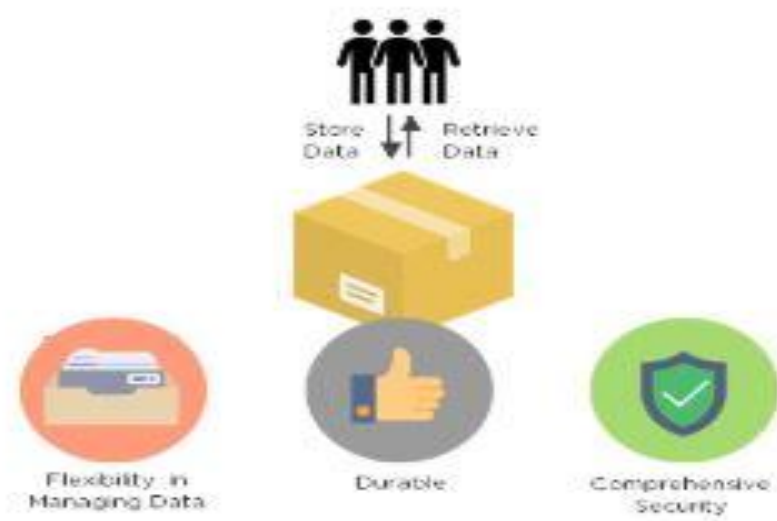 Store
Data
Retrieve
Data
Flexibility in
Managing Data
Durable
Comprehensive
Security